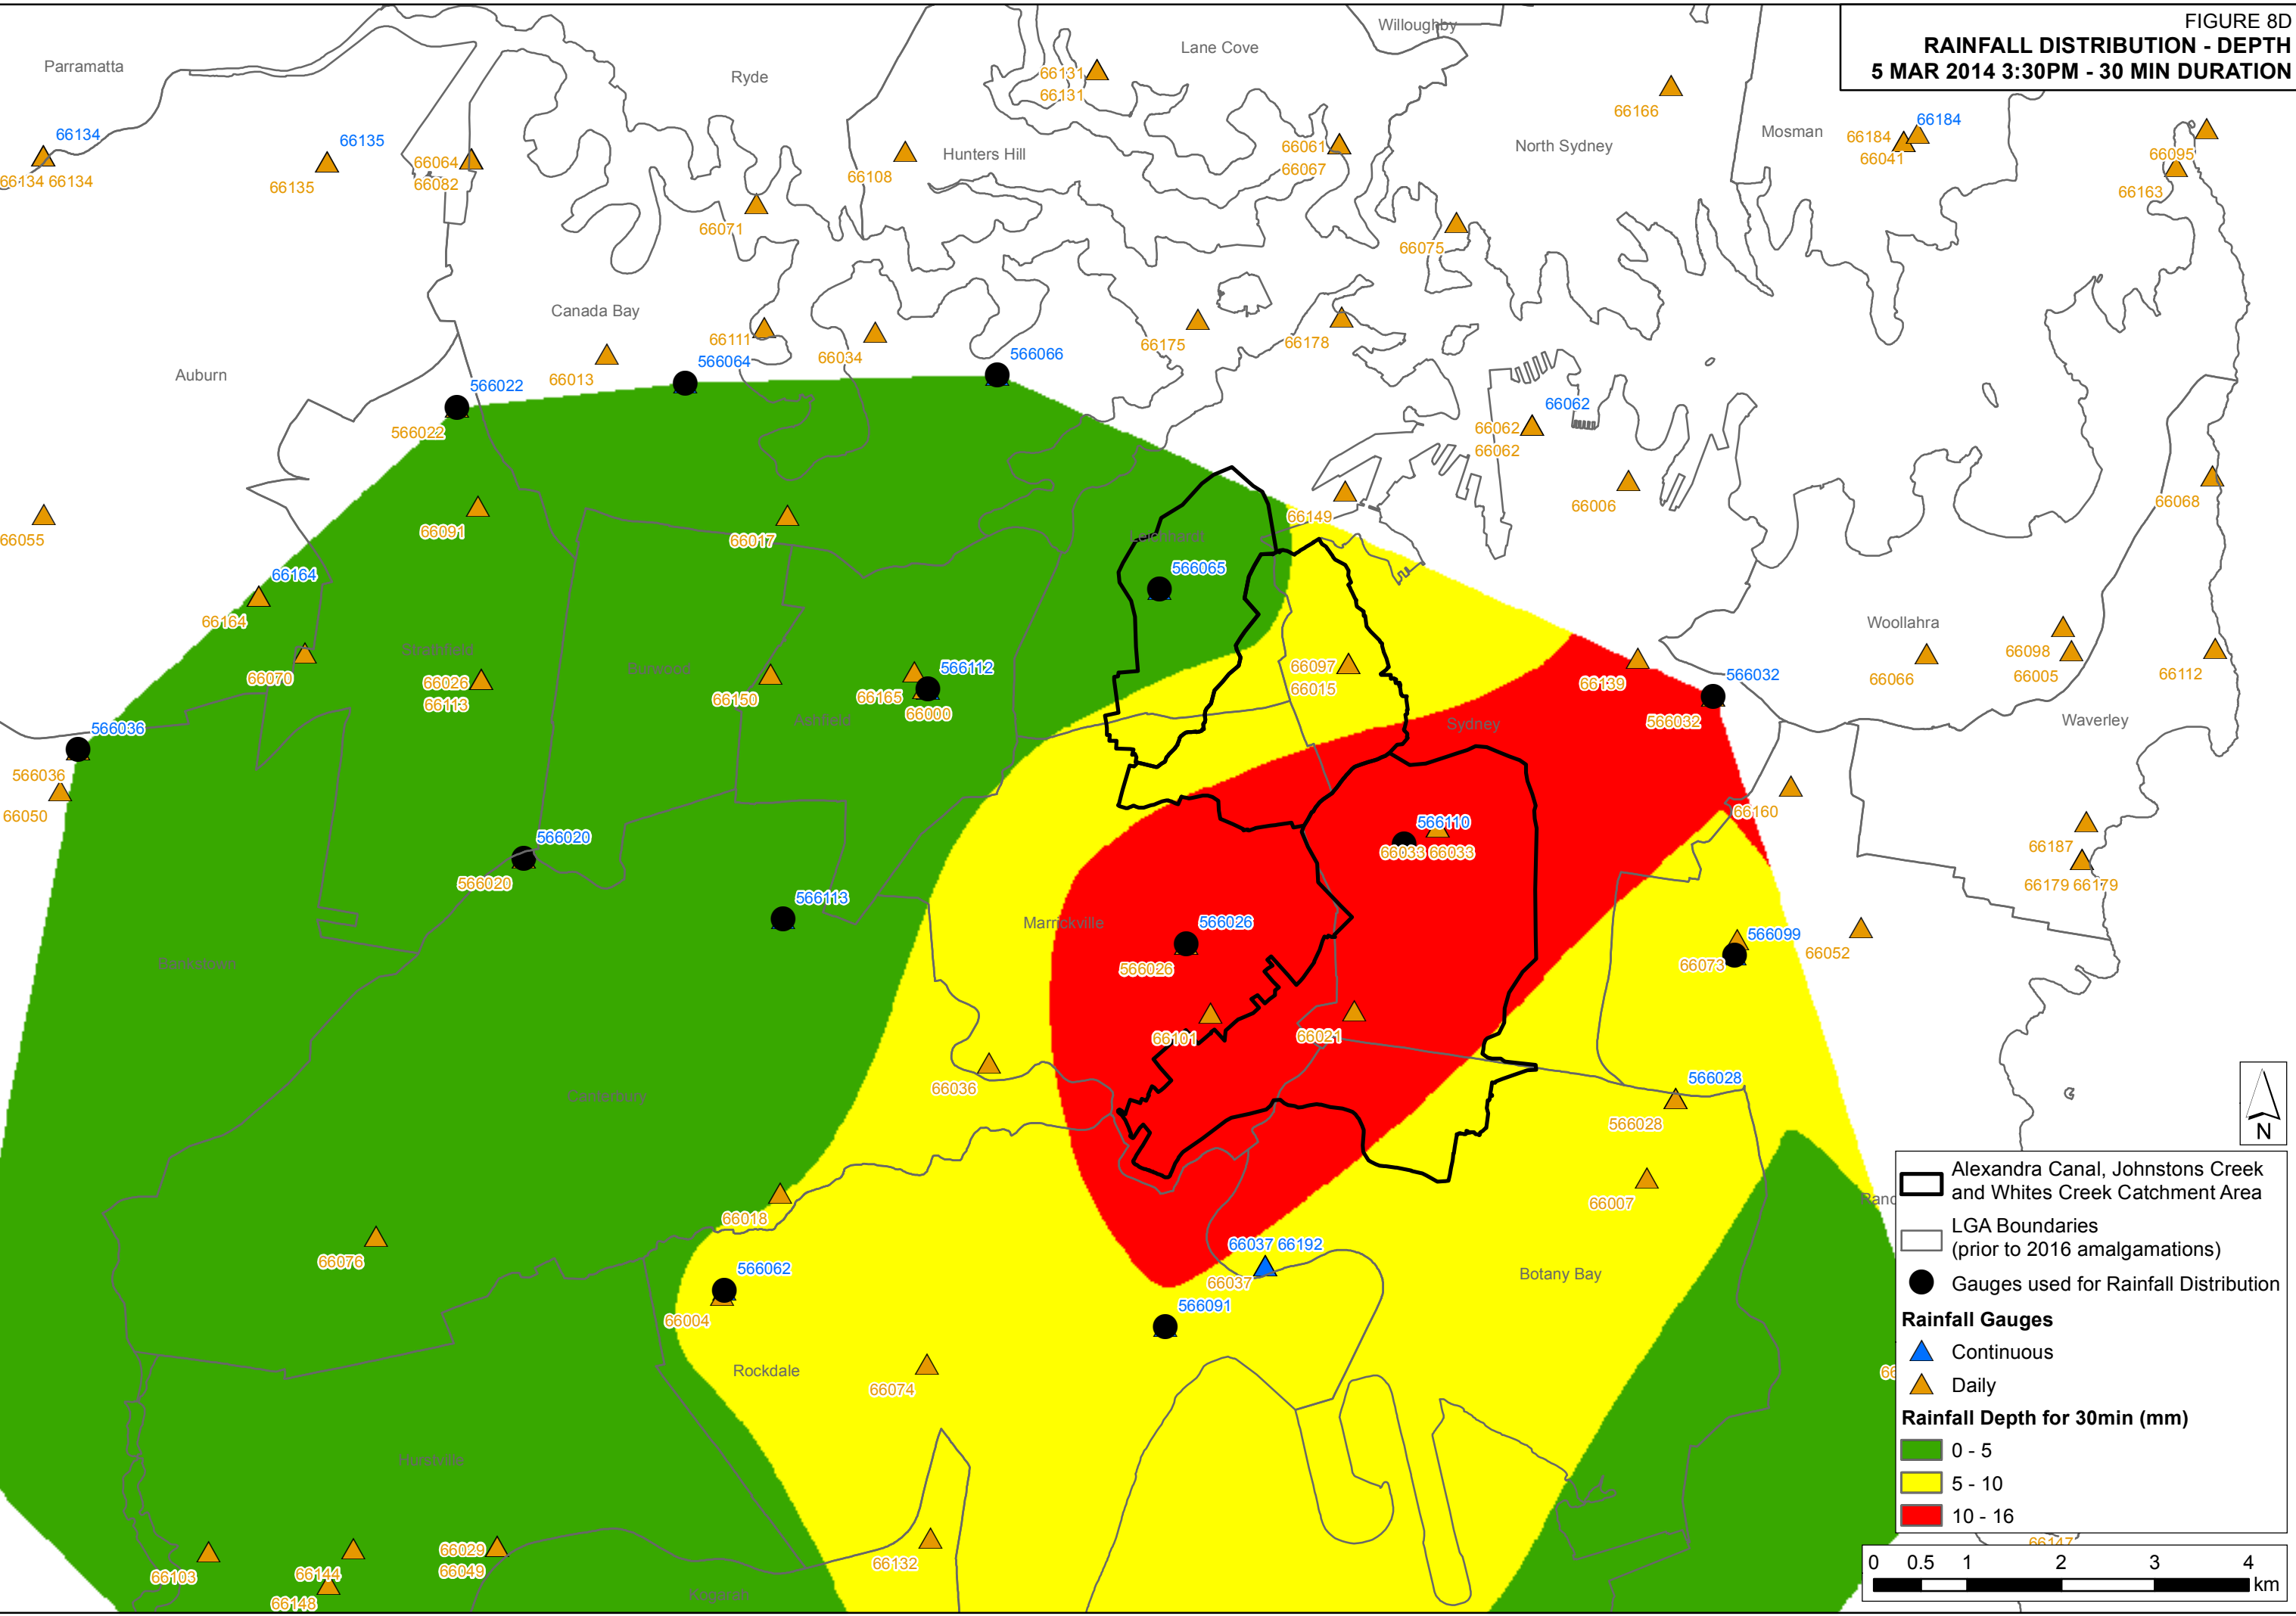 FIGURE 8D
RAINFALL DISTRIBUTION - DEPTH
5 MAR 2014 3:30PM - 30 MIN DURATION
Willoughby
Lane Cove
Parramatta
Ryde
66131
66131
66166
Mosman
66184
66184
66041
66134
66134 66134
66135
66135
66064
66082
66108
Hunters Hill
66061
66067
North Sydney
66095
66163
66071
66075
Canada Bay
66111
66034
66175
66178
Auburn
66013
566064
566066
566022
566022
66062
66062
66062
66006
66068
66055
66091
66017
66149
Leichhardt
566065
66164
66164
66070
Strathfield
66026
66113
Burwood
66150
66165
566112
66000
Ashfield
66097
66015
66139
566032
566032
Sydney
Woollahra
66066
66098
66005
66112
Waverley
566036
566036
66050
566020
566020
566113
566110
66033 66033
66160
66187
66179 66179
Marrickville
566026
566026
566099
66073
66052
Bankstown
66101
66021
66036
Canterbury
566028
566028
66018
66007
66076
66037 66192
66037
566062
66004
566091
Botany Bay
Rockdale
66074
Hurstville
66103
66144
66148
66029
66049
66132
Kogarah
66147
N
Alexandra Canal, Johnstons Creek
and Whites Creek Catchment Area
LGA Boundaries
(prior to 2016 amalgamations)
Gauges used for Rainfall Distribution
Rainfall Gauges
Continuous
Daily
Rainfall Depth for 30min (mm)
0 - 5
5 - 10
10 - 16
0 0.5 1 2 3 4
km